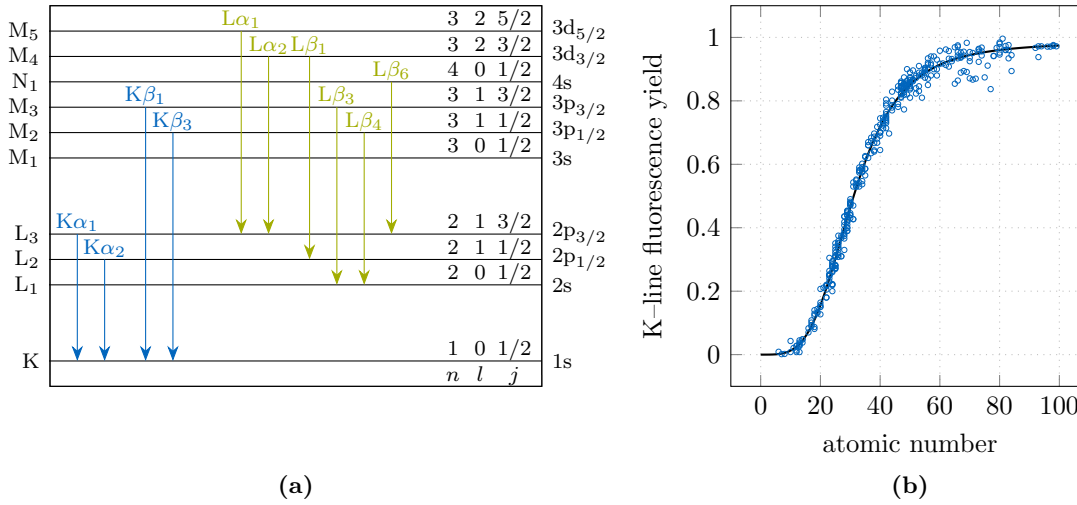 Lα₁ 3 2 5/2
M₅ 3d₅/₂
Lα₂ Lβ₁ 3 2 3/2
M₄ 3d₃/₂
Lβ₆ 4 0 1/2
N₁ 4s
Kβ₁ Lβ₃ 3 1 3/2
M₃ 3p₃/₂
Kβ₃ Lβ₄ 3 1 1/2
M₂ 3p₁/₂
3 0 1/2
M₁ 3s
Kα₁ 2 1 3/2
L₃ 2p₃/₂
Kα₂ 2 1 1/2
L₂ 2p₁/₂
2 0 1/2
L₁ 2s
1 0 1/2
K 1s
n l j
(a)
K–line fluorescence yield
1
0.8
0.6
0.4
0.2
0
0 20 40 60 80 100
atomic number
(b)